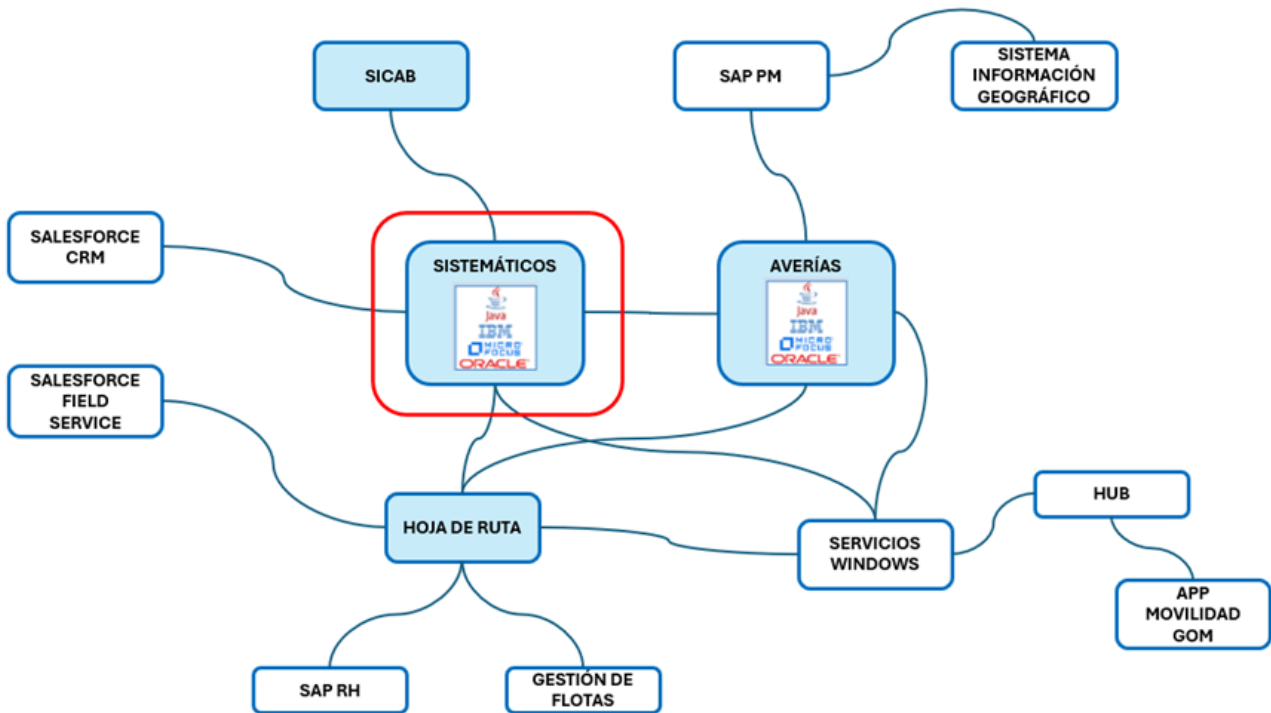 SICAB
SAP PM
SISTEMA
INFORMACIÓN
GEOGRÁFICO
SALESFORCE
CRM
SISTEMÁTICOS
Java
IBM
MICRO
FOCUS
ORACLE
AVERÍAS
Java
IBM
MICRO
FOCUS
ORACLE
SALESFORCE
FIELD
SERVICE
HOJA DE RUTA
SERVICIOS
WINDOWS
HUB
APP
MOVILIDAD
GOM
SAP RH
GESTIÓN DE
FLOTAS